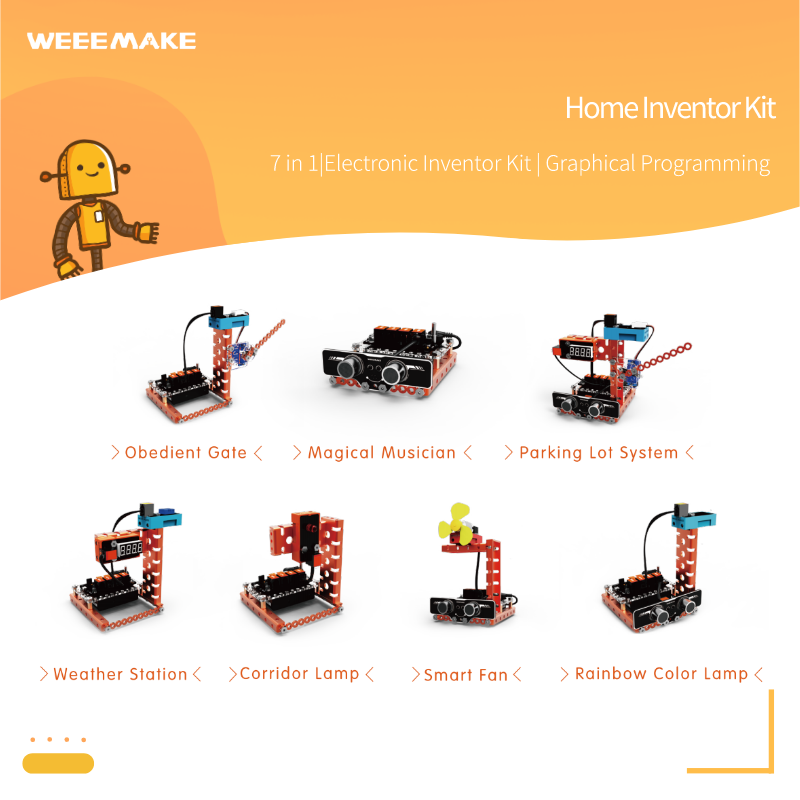 WEEEMAKE
Home Inventor Kit
7 in 1|Electronic Inventor Kit | Graphical Programming
Obedient Gate
Magical Musician
Parking Lot System
Weather Station
Corridor Lamp
Smart Fan
Rainbow Color Lamp